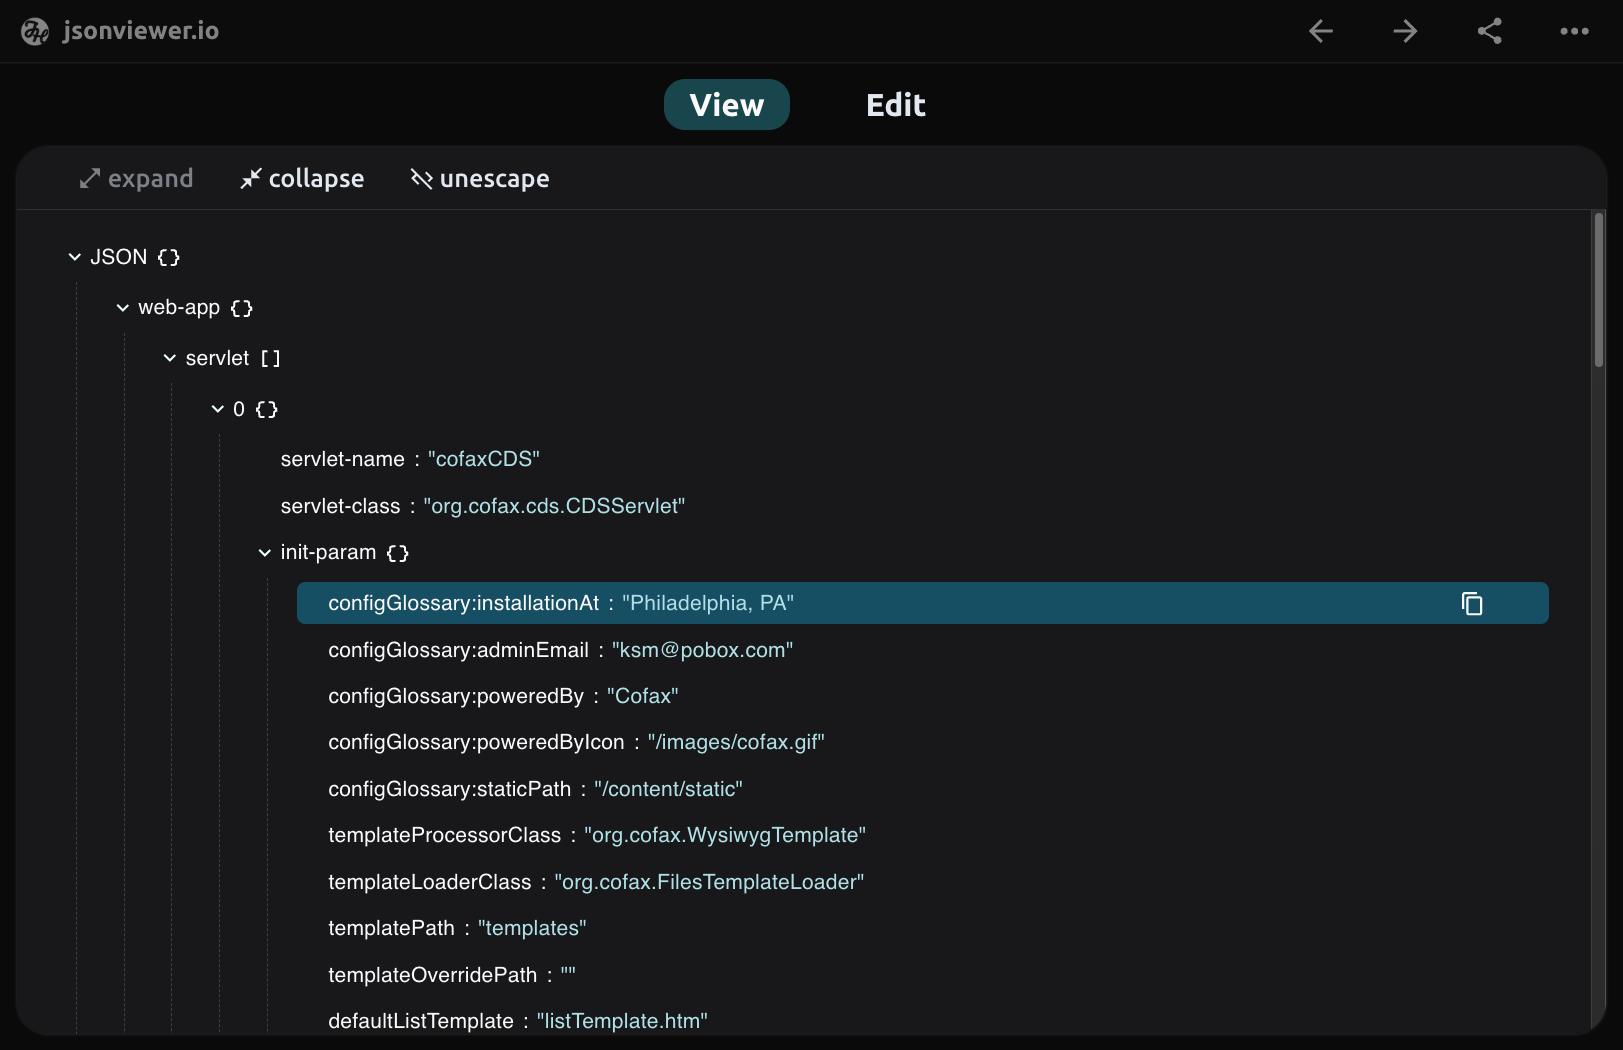 jsonviewer.io
View Edit
expand collapse unescape
JSON {}
web-app {}
servlet []
0 {}
servlet-name : "cofaxCDS"
servlet-class : "org.cofax.cds.CDSServlet"
init-param {}
configGlossary:installationAt : "Philadelphia, PA"
configGlossary:adminEmail : "ksm@pobox.com"
configGlossary:poweredBy : "Cofax"
configGlossary:poweredByIcon : "/images/cofax.gif"
configGlossary:staticPath : "/content/static"
templateProcessorClass : "org.cofax.WysiwygTemplate"
templateLoaderClass : "org.cofax.FilesTemplateLoader"
templatePath : "templates"
templateOverridePath : ""
defaultListTemplate : "listTemplate.htm"